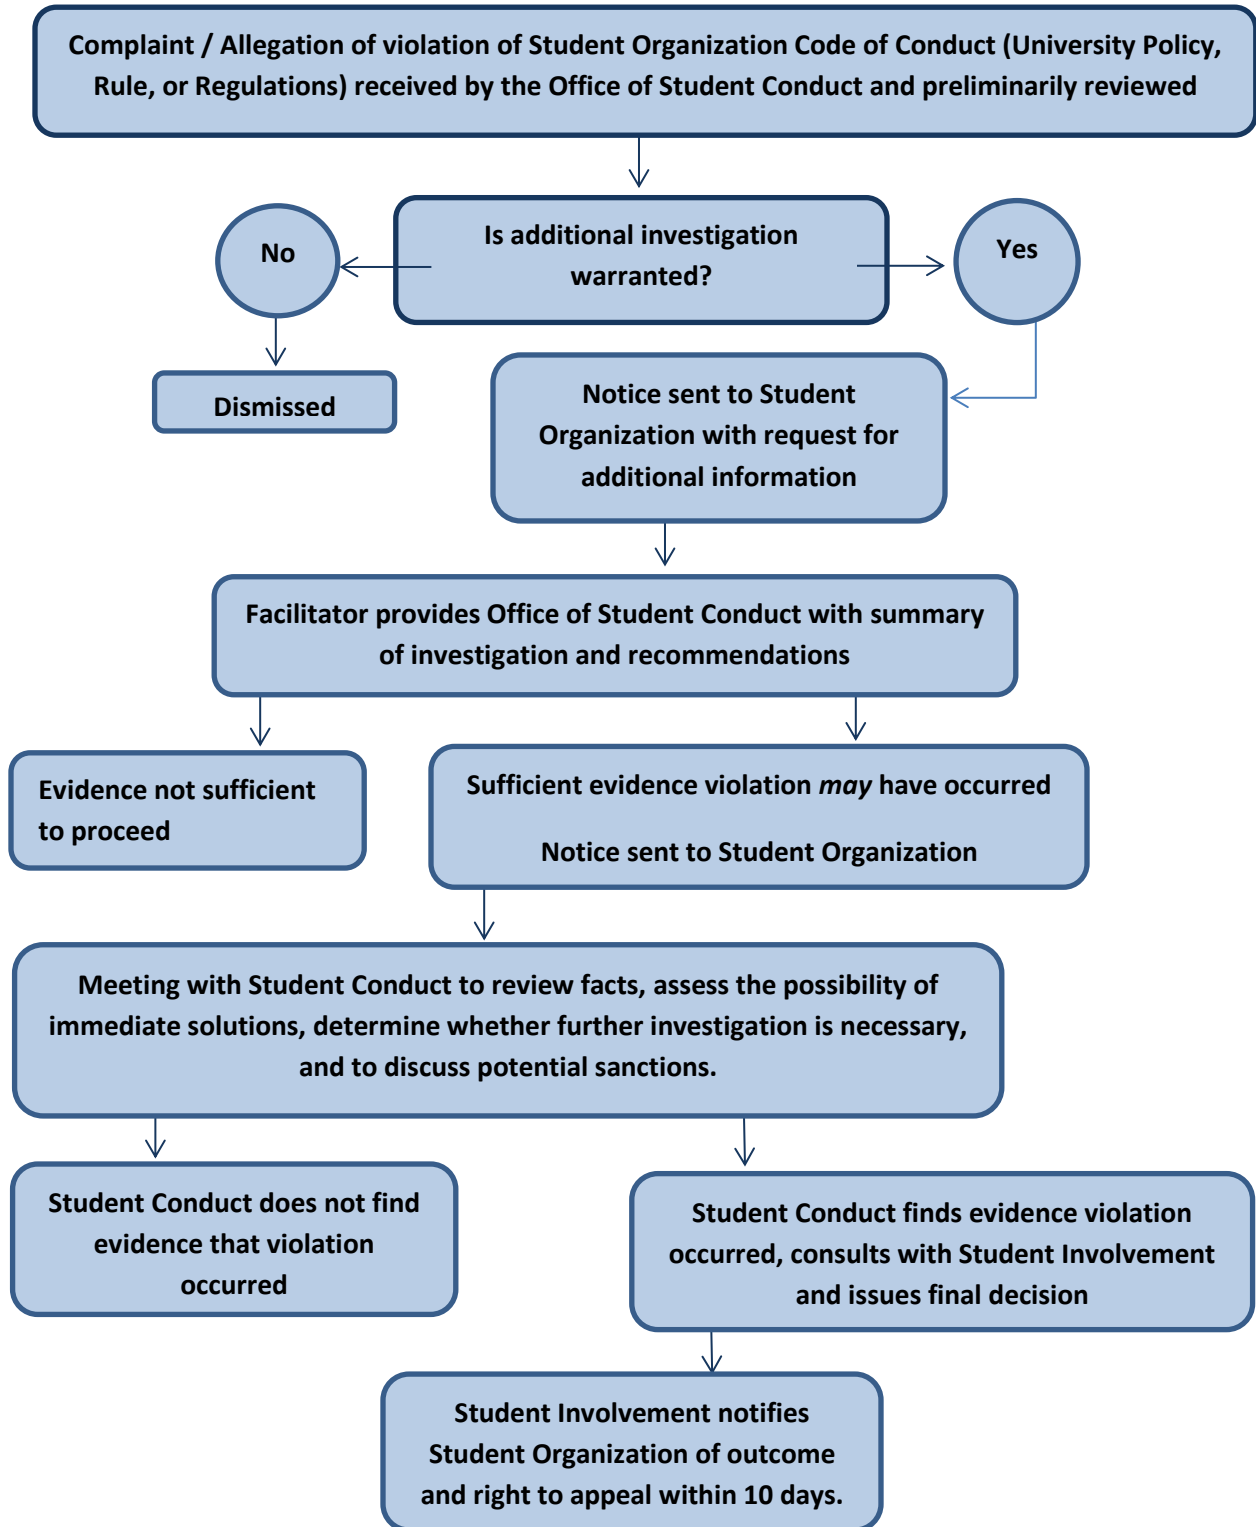 Complaint / Allegation of violation of Student Organization Code of Conduct (University Policy,
Rule, or Regulations) received by the Office of Student Conduct and preliminarily reviewed
Is additional investigation
warranted?
No
Yes
Dismissed
Notice sent to Student
Organization with request for
additional information
Facilitator provides Office of Student Conduct with summary
of investigation and recommendations
Evidence not sufficient
to proceed
Sufficient evidence violation may have occurred
Notice sent to Student Organization
Meeting with Student Conduct to review facts, assess the possibility of
immediate solutions, determine whether further investigation is necessary,
and to discuss potential sanctions.
Student Conduct does not find
evidence that violation
occurred
Student Conduct finds evidence violation
occurred, consults with Student Involvement
and issues final decision
Student Involvement notifies
Student Organization of outcome
and right to appeal within 10 days.